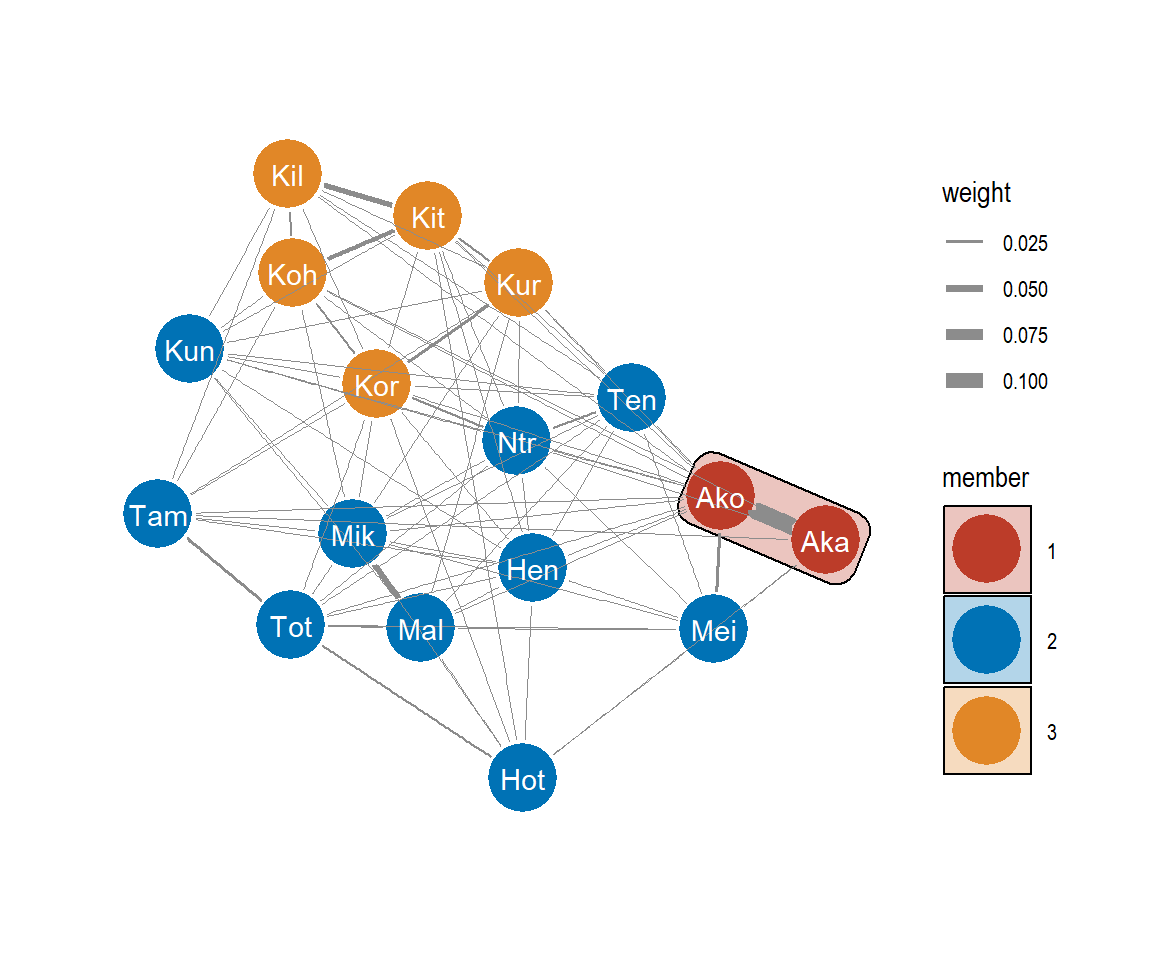 Kil
Kit
Koh
Kur
Kun
Kor
Ten
Ntr
Ako
Tam
Mik
Aka
Hen
Tot
Mal
Mei
Hot
weight
0.025
0.050
0.075
0.100
member
1
2
3